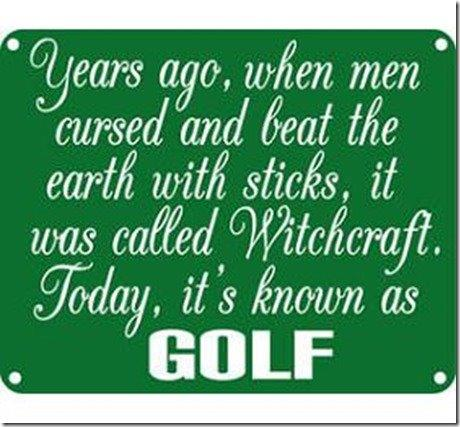 Years ago, when men
cursed and beat the
earth with sticks, it
was called Witchcraft.
Today, it's known as
GOLF